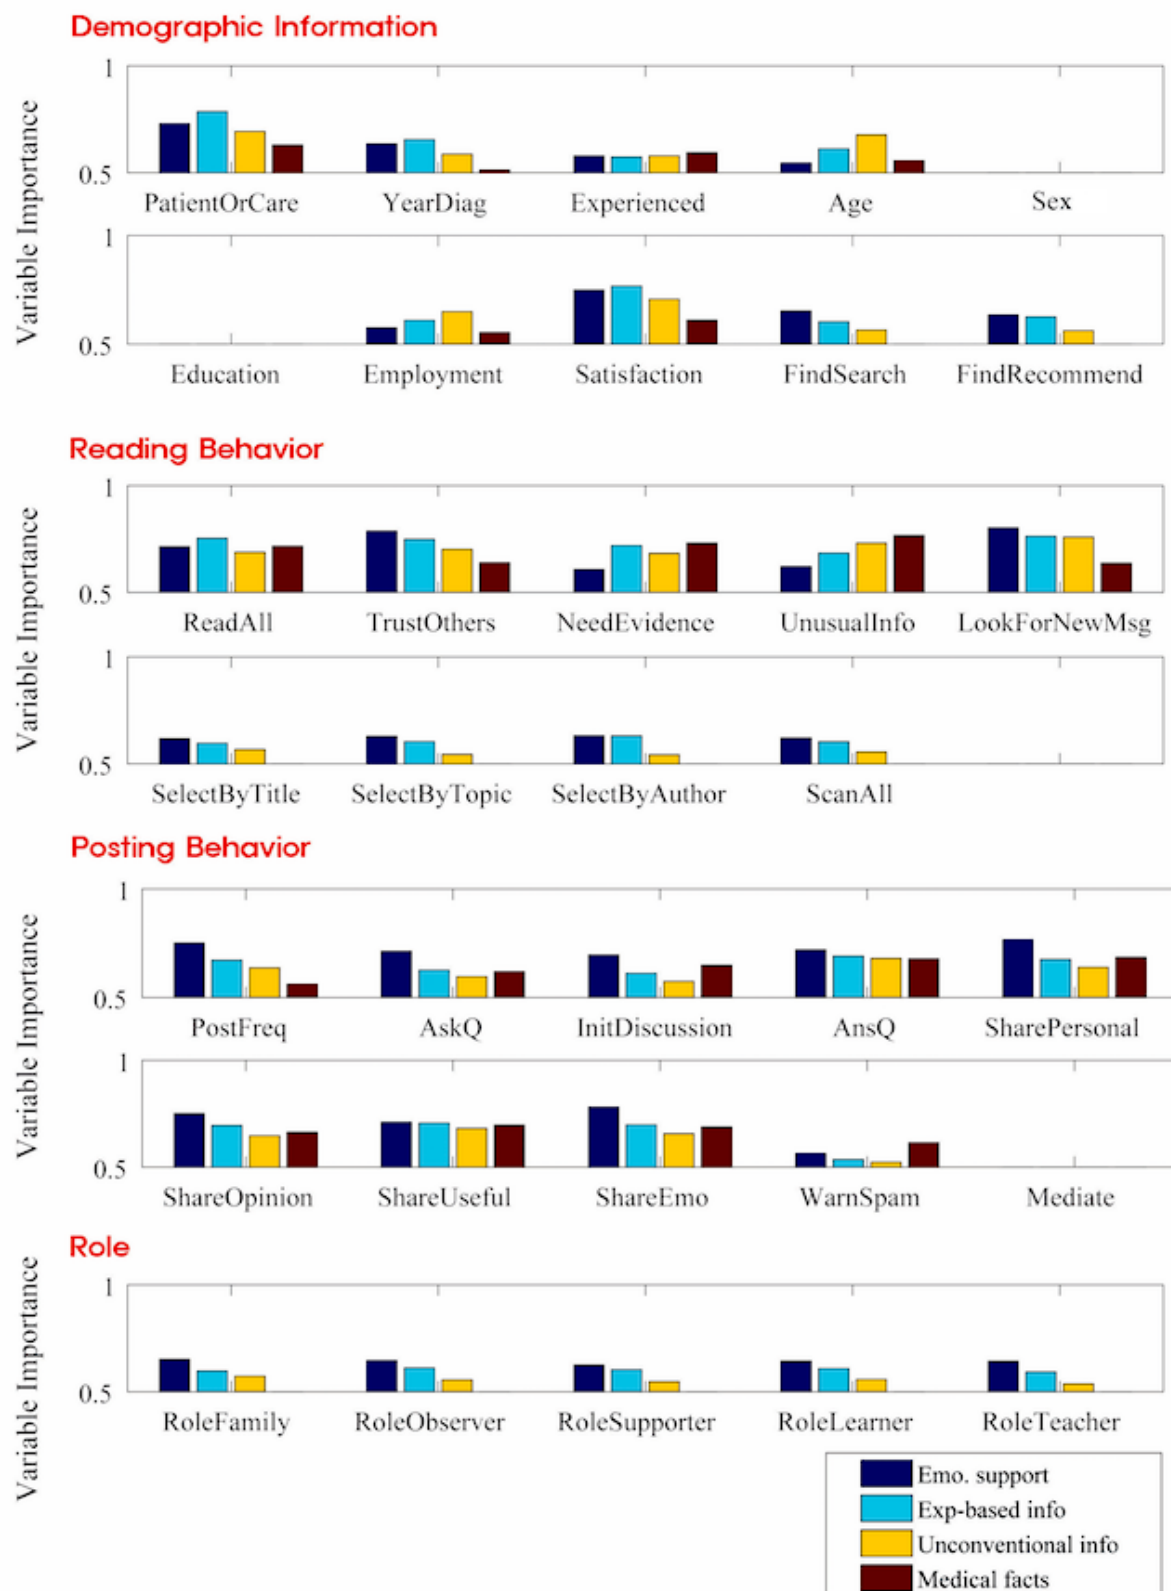 Demographic Information
Variable Importance
1
0.5
PatientOrCare YearDiag Experienced Age Sex
Variable Importance
1
0.5
Education Employment Satisfaction FindSearch FindRecommend
Reading Behavior
Variable Importance
1
0.5
ReadAll TrustOthers NeedEvidence UnusualInfo LookForNewMsg
Variable Importance
1
0.5
SelectByTitle SelectByTopic SelectByAuthor ScanAll
Posting Behavior
Variable Importance
1
0.5
PostFreq AskQ InitDiscussion AnsQ SharePersonal
Variable Importance
1
0.5
ShareOpinion ShareUseful ShareEmo WarnSpam Mediate
Role
Variable Importance
1
0.5
RoleFamily RoleObserver RoleSupporter RoleLearner RoleTeacher
Emo. support
Exp-based info
Unconventional info
Medical facts